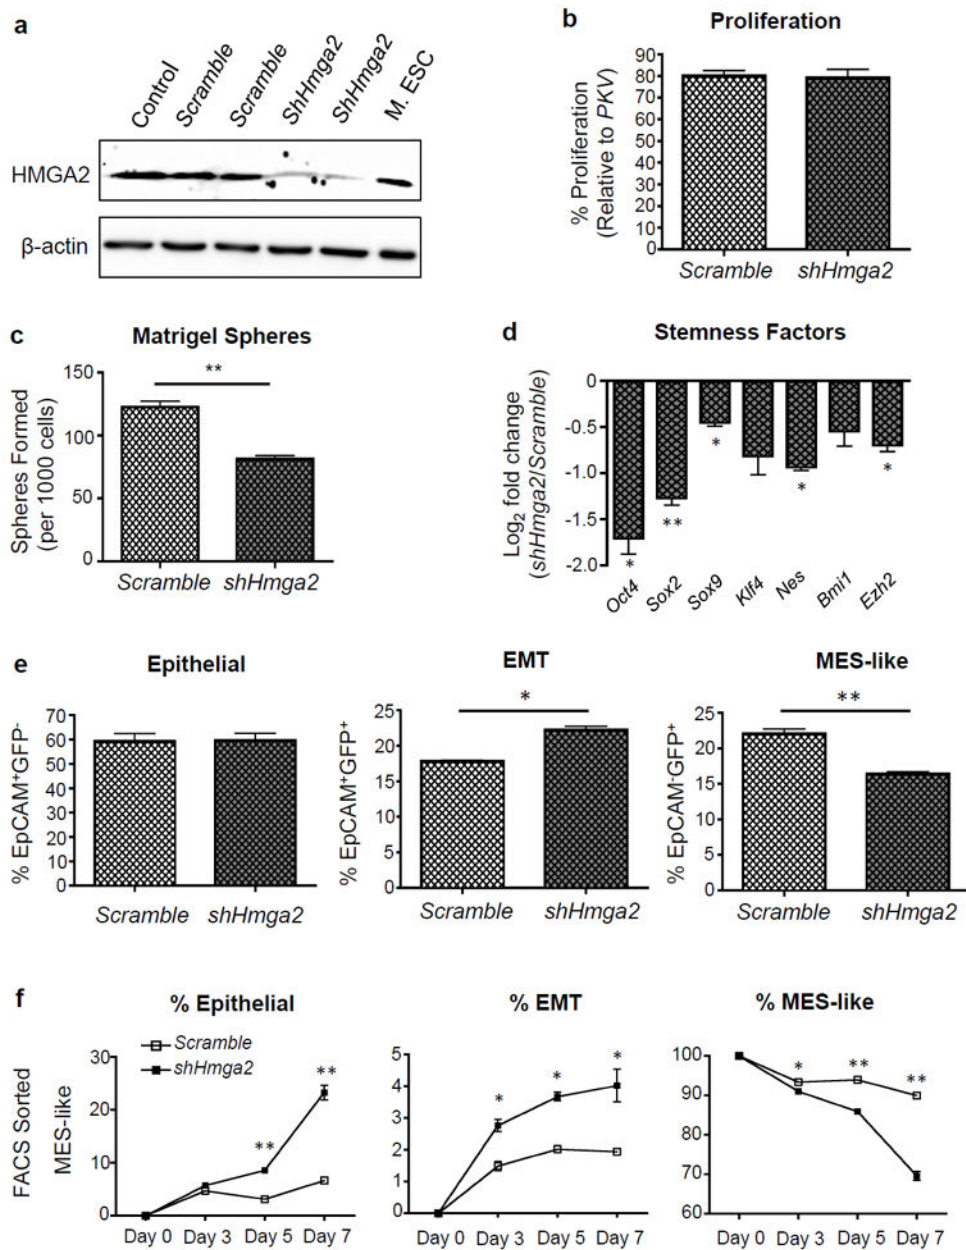 a
Control
Scramble
Scramble
ShHmga2
ShHmga2
M. ESC
HMGA2
β-actin
b
Proliferation
% Proliferation
(Relative to PKV)
90
80
70
60
50
40
30
20
10
0
Scramble
shHmga2
c
Matrigel Spheres
Spheres Formed
(per 1000 cells)
150
100
50
0
**
Scramble
shHmga2
d
Stemness Factors
Log₂ fold change
(shHmga2/Scramble)
0
-0.5
-1.0
-1.5
-2.0
*
**
*
*
*
Oct4
Sox2
Sox9
Klf4
Nes
Bmi1
Ezh2
e
Epithelial
% EpCAM⁺GFP⁻
70
60
50
40
30
20
10
0
Scramble
shHmga2
EMT
% EpCAM⁺GFP⁺
25
20
15
10
5
0
*
Scramble
shHmga2
MES-like
% EpCAM⁻GFP⁺
25
20
15
10
5
0
**
Scramble
shHmga2
f
FACS Sorted
MES-like
% Epithelial
Scramble
shHmga2
30
20
10
0
**
**
Day 0 Day 3 Day 5 Day 7
% EMT
5
4
3
2
1
0
*
*
*
Day 0 Day 3 Day 5 Day 7
% MES-like
100
90
80
70
60
*
**
**
Day 0 Day 3 Day 5 Day 7